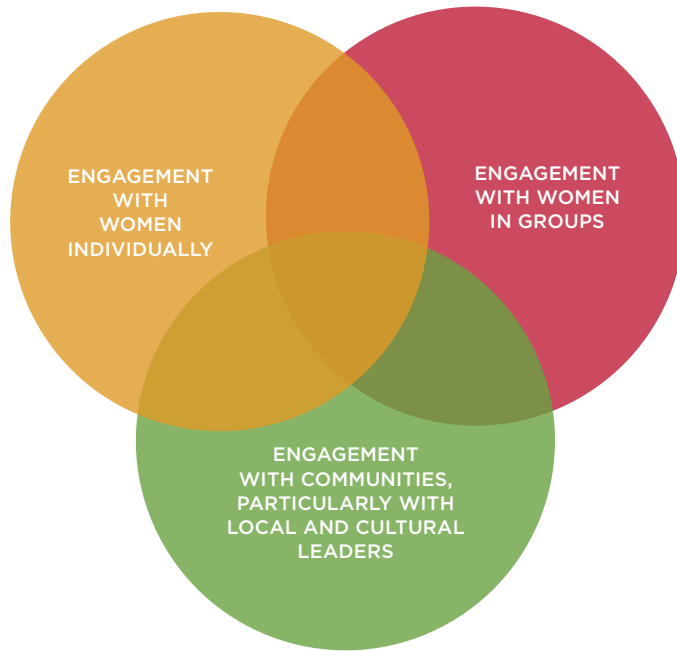 ENGAGEMENT
WITH
WOMEN
INDIVIDUALLY
ENGAGEMENT
WITH WOMEN
IN GROUPS
ENGAGEMENT
WITH COMMUNITIES,
PARTICULARLY WITH
LOCAL AND CULTURAL
LEADERS